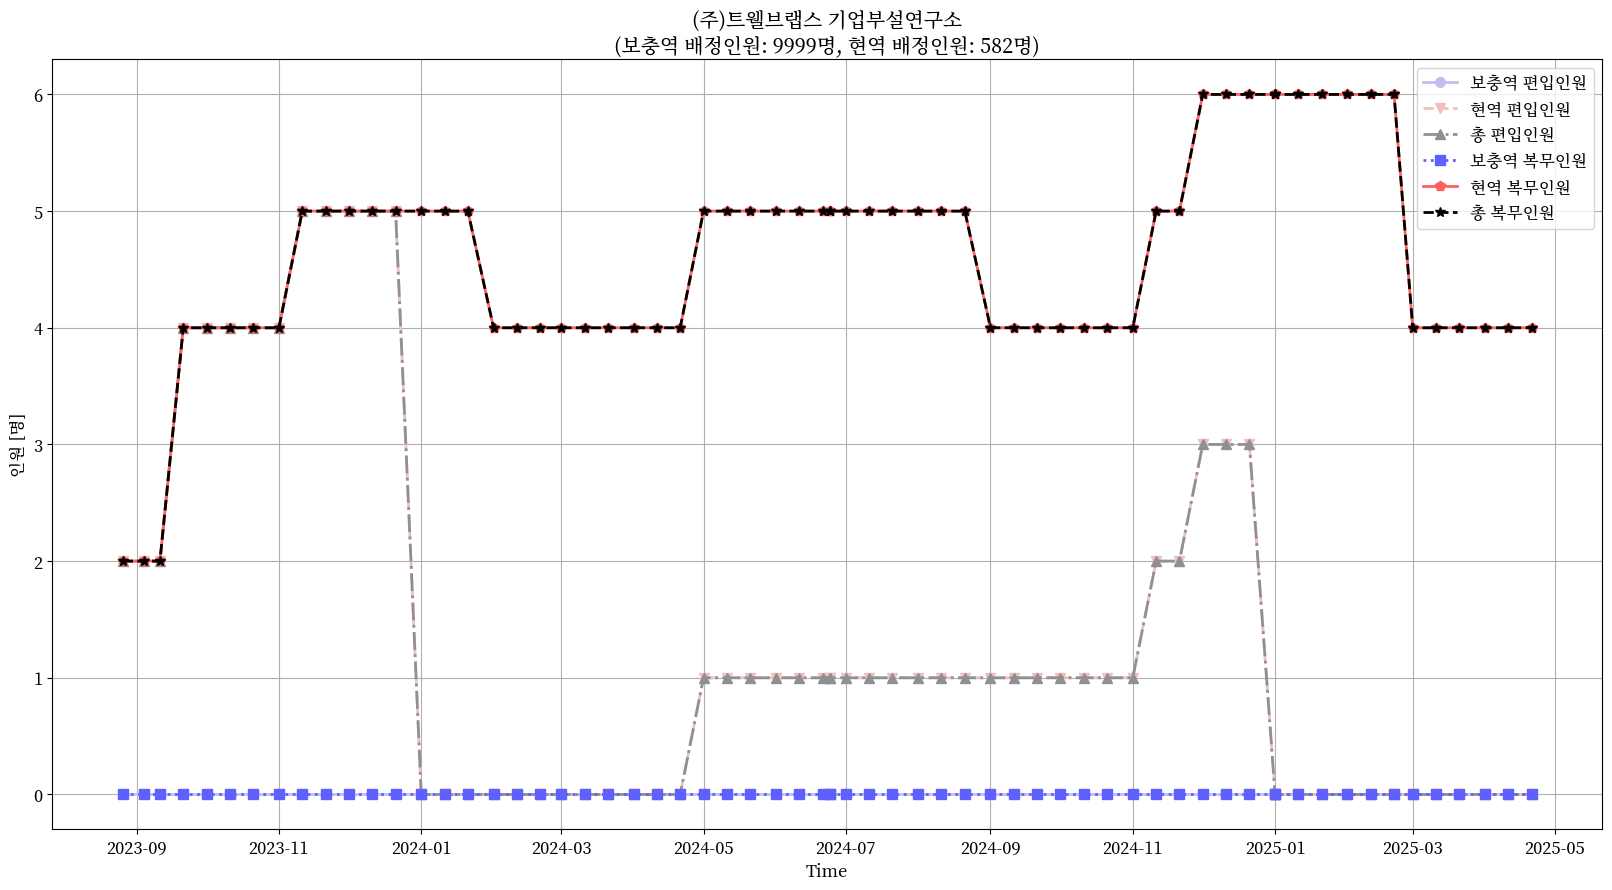 (주)트웰브랩스 기업부설연구소
(보충역 배정인원: 9999명, 현역 배정인원: 582명)
보충역 편입인원
현역 편입인원
총 편입인원
보충역 복무인원
현역 복무인원
총 복무인원
인원 [명]
6
5
4
3
2
1
0
2023-09
2023-11
2024-01
2024-03
2024-05
2024-07
2024-09
2024-11
2025-01
2025-03
2025-05
Time